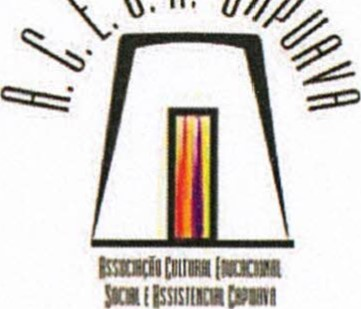 A.C.E.S.A. CAPUAVA
ASSOCIAÇÃO CULTURAL EDUCACIONAL
SOCIAL E ASSISTENCIAL CAPUAVA